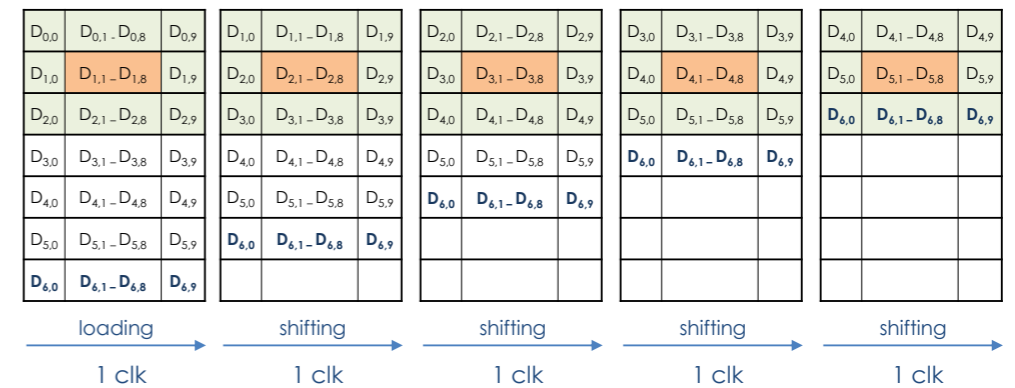 D0,0 D0,1 - D0,8 D0,9 D1,0 D1,1 - D1,8 D1,9 D2,0 D2,1 - D2,8 D2,9 D3,0 D3,1 - D3,8 D3,9 D4,0 D4,1 - D4,8 D4,9
D1,0 D1,1 - D1,8 D1,9 D2,0 D2,1 - D2,8 D2,9 D3,0 D3,1 - D3,8 D3,9 D4,0 D4,1 - D4,8 D4,9 D5,0 D5,1 - D5,8 D5,9
D2,0 D2,1 - D2,8 D2,9 D3,0 D3,1 - D3,8 D3,9 D4,0 D4,1 - D4,8 D4,9 D5,0 D5,1 - D5,8 D5,9 D6,0 D6,1 - D6,8 D6,9
D3,0 D3,1 - D3,8 D3,9 D4,0 D4,1 - D4,8 D4,9 D5,0 D5,1 - D5,8 D5,9 D6,0 D6,1 - D6,8 D6,9
D4,0 D4,1 - D4,8 D4,9 D5,0 D5,1 - D5,8 D5,9 D6,0 D6,1 - D6,8 D6,9
D5,0 D5,1 - D5,8 D5,9 D6,0 D6,1 - D6,8 D6,9
D6,0 D6,1 - D6,8 D6,9
loading shifting shifting shifting shifting
1 clk 1 clk 1 clk 1 clk 1 clk